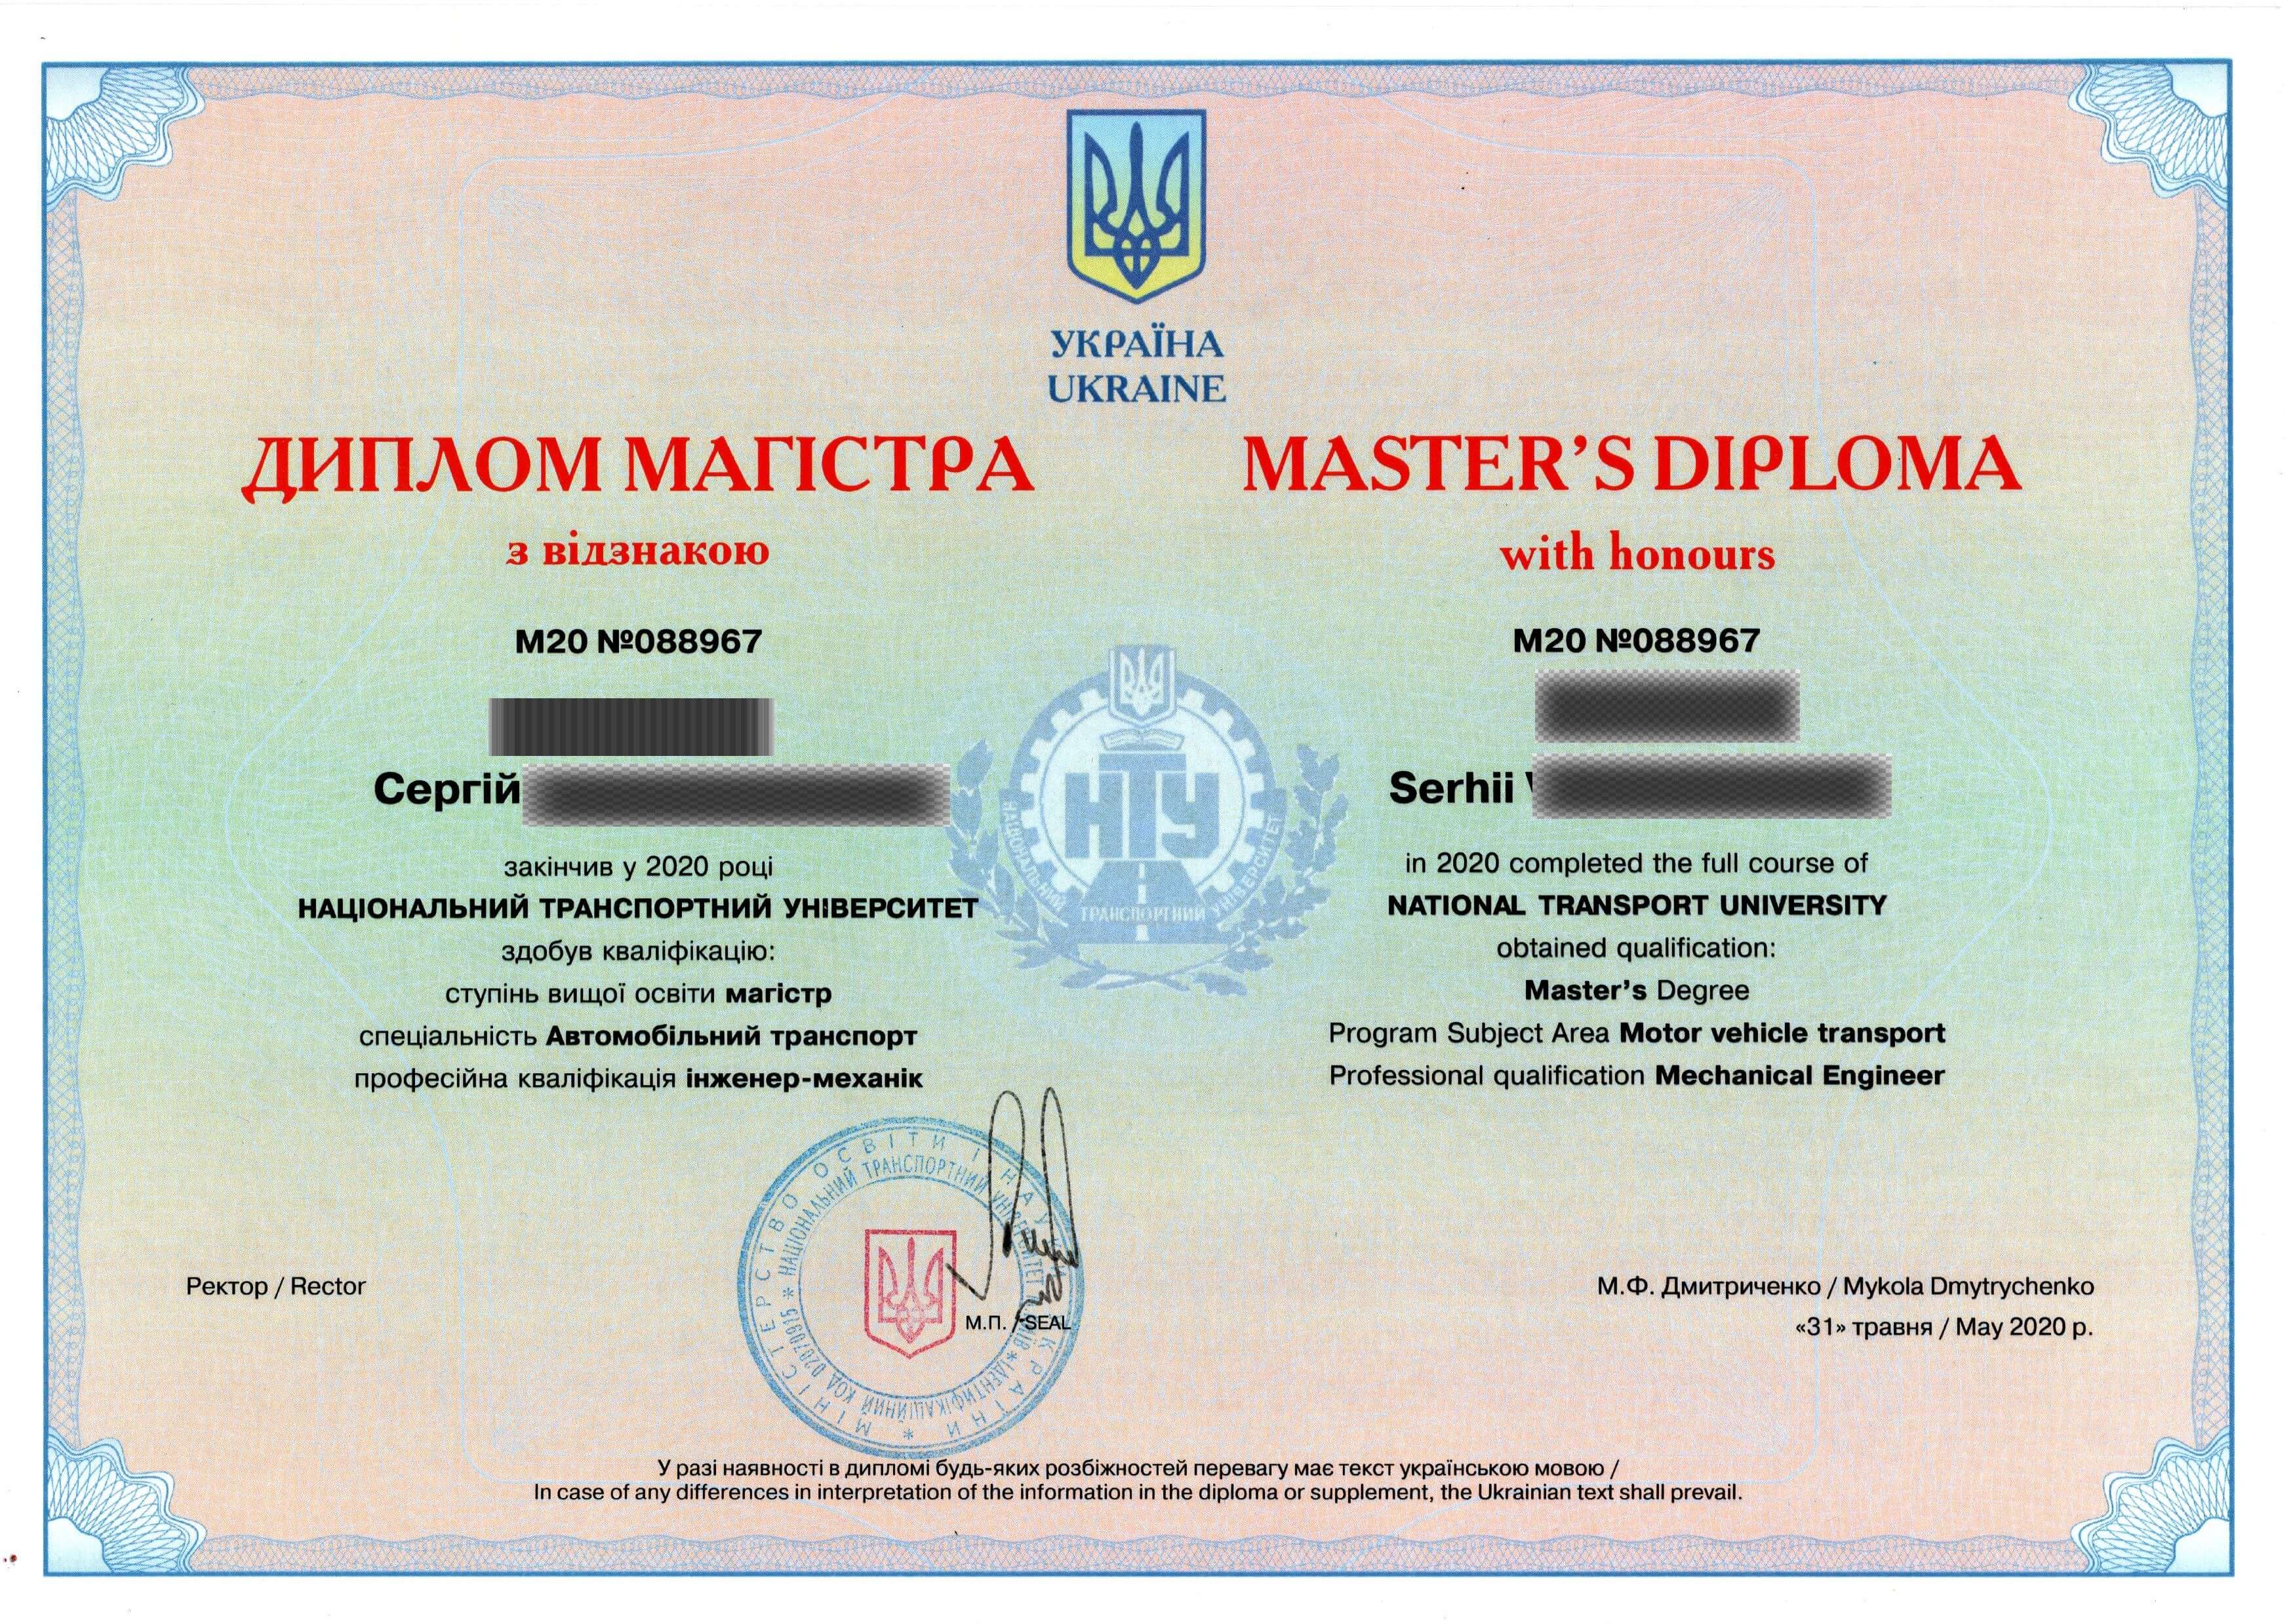 УКРАЇНА
UKRAINE
ДИПЛОМ МАГІСТРА
з відзнакою
M20 №088967
Сергій
закінчив у 2020 році
НАЦІОНАЛЬНИЙ ТРАНСПОРТНИЙ УНІВЕРСИТЕТ
здобув кваліфікацію:
ступінь вищої освіти магістр
спеціальність Автомобільний транспорт
професійна кваліфікація інженер-механік
MASTER’S DIPLOMA
with honours
M20 №088967
Serhii
in 2020 completed the full course of
NATIONAL TRANSPORT UNIVERSITY
obtained qualification:
Master’s Degree
Program Subject Area Motor vehicle transport
Professional qualification Mechanical Engineer
НТУ
НАЦІОНАЛЬНИЙ ТРАНСПОРТНИЙ УНІВЕРСИТЕТ
МІНІСТЕРСТВО ОСВІТИ І НАУКИ УКРАЇНИ *
* НАЦІОНАЛЬНИЙ ТРАНСПОРТНИЙ УНІВЕРСИТЕТ
* ІДЕНТИФІКАЦІЙНИЙ КОД 02070915
Ректор / Rector
М.П. / SEAL
М.Ф. Дмитриченко / Mykola Dmytrychenko
«31» травня / May 2020 р.
У разі наявності в дипломі будь-яких розбіжностей перевагу має текст українською мовою /
In case of any differences in interpretation of the information in the diploma or supplement, the Ukrainian text shall prevail.